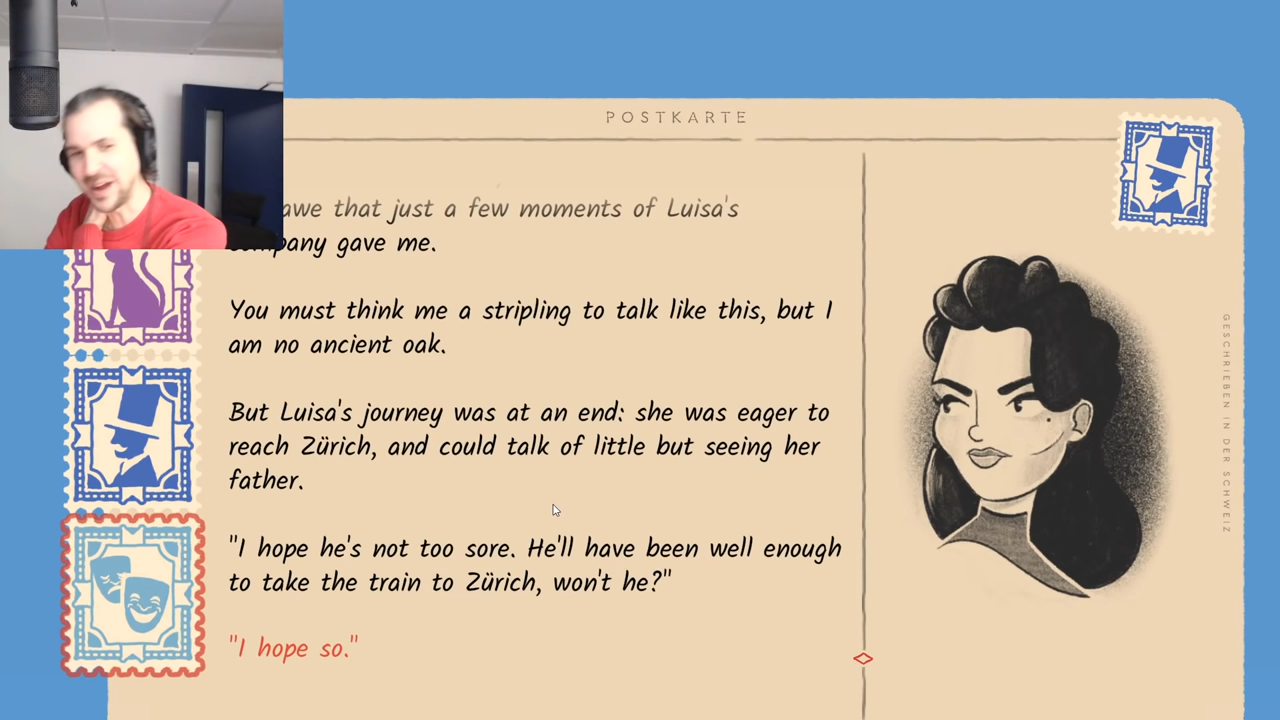 POSTKARTE
awe that just a few moments of Luisa's
company gave me.
You must think me a stripling to talk like this, but I
am no ancient oak.
But Luisa's journey was at an end: she was eager to
reach Zürich, and could talk of little but seeing her
father.
"I hope he's not too sore. He'll have been well enough
to take the train to Zürich, won't he?"
"I hope so."
GESCHRIEBEN IN DER SCHWEIZ